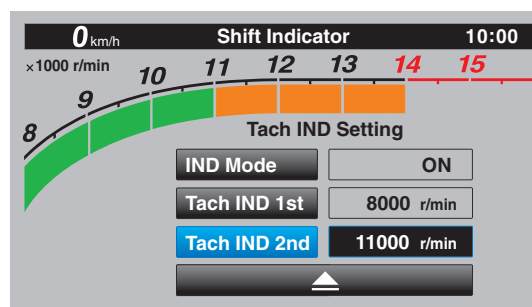 0 km/h Shift Indicator 10:00
×1000 r/min
8 9 10 11 12 13 14 15
Tach IND Setting
IND Mode ON
Tach IND 1st 8000 r/min
Tach IND 2nd 11000 r/min